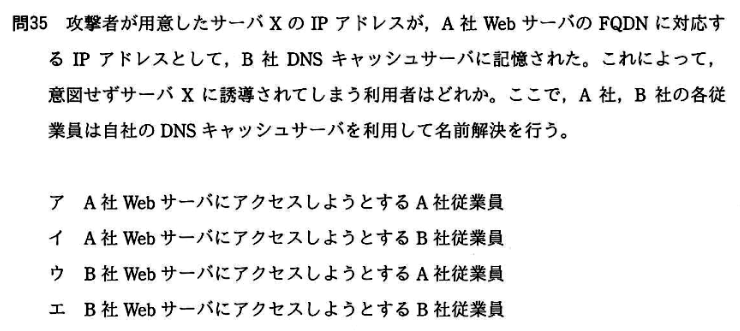 問35 攻撃者が用意したサーバ X の IP アドレスが，A 社 Web サーバの FQDN に対応す
る IP アドレスとして，B 社 DNS キャッシュサーバに記憶された。これによって，
意図せずサーバ X に誘導されてしまう利用者はどれか。ここで，A 社，B 社の各従
業員は自社の DNS キャッシュサーバを利用して名前解決を行う。
ア A 社 Web サーバにアクセスしようとする A 社従業員
イ A 社 Web サーバにアクセスしようとする B 社従業員
ウ B 社 Web サーバにアクセスしようとする A 社従業員
エ B 社 Web サーバにアクセスしようとする B 社従業員